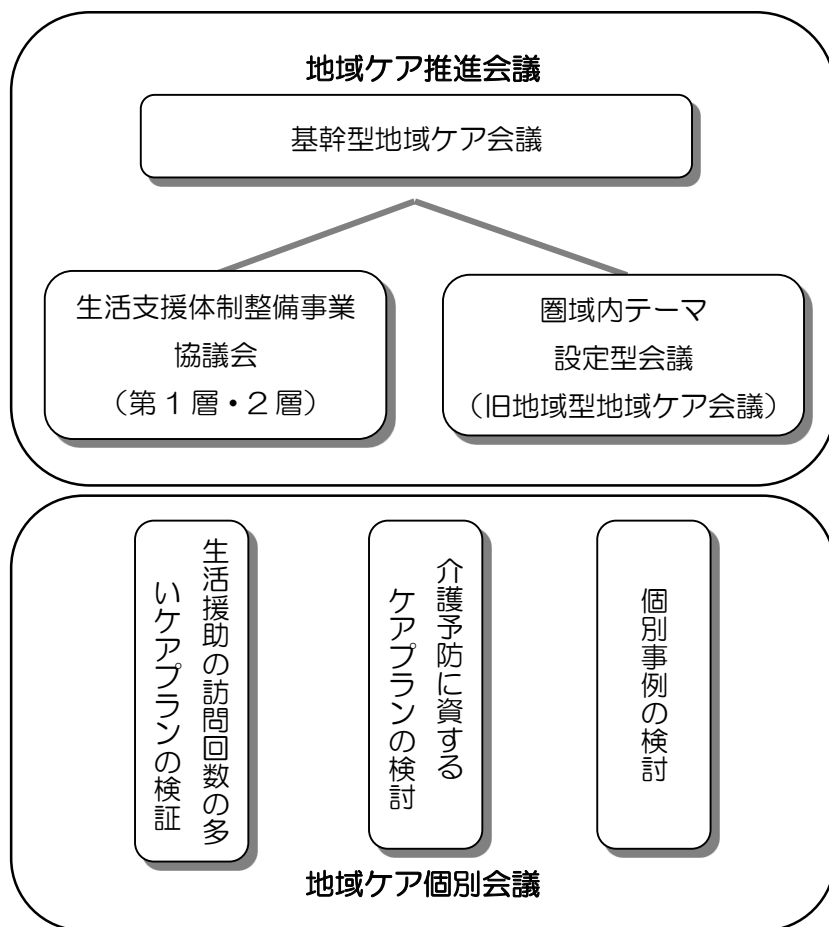 地域ケア推進会議
基幹型地域ケア会議
生活支援体制整備事業
協議会
（第１層・２層）
圏域内テーマ
設定型会議
（旧地域型地域ケア会議）
生活援助の訪問回数の多
いケアプランの検証
介護予防に資する
ケアプランの検討
個別事例の検討
地域ケア個別会議